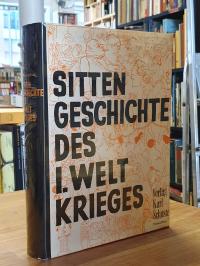 SITTEN
GESCHICHTE
DES
I. WELT
KRIEGES
Verlag
Karl
Schustek